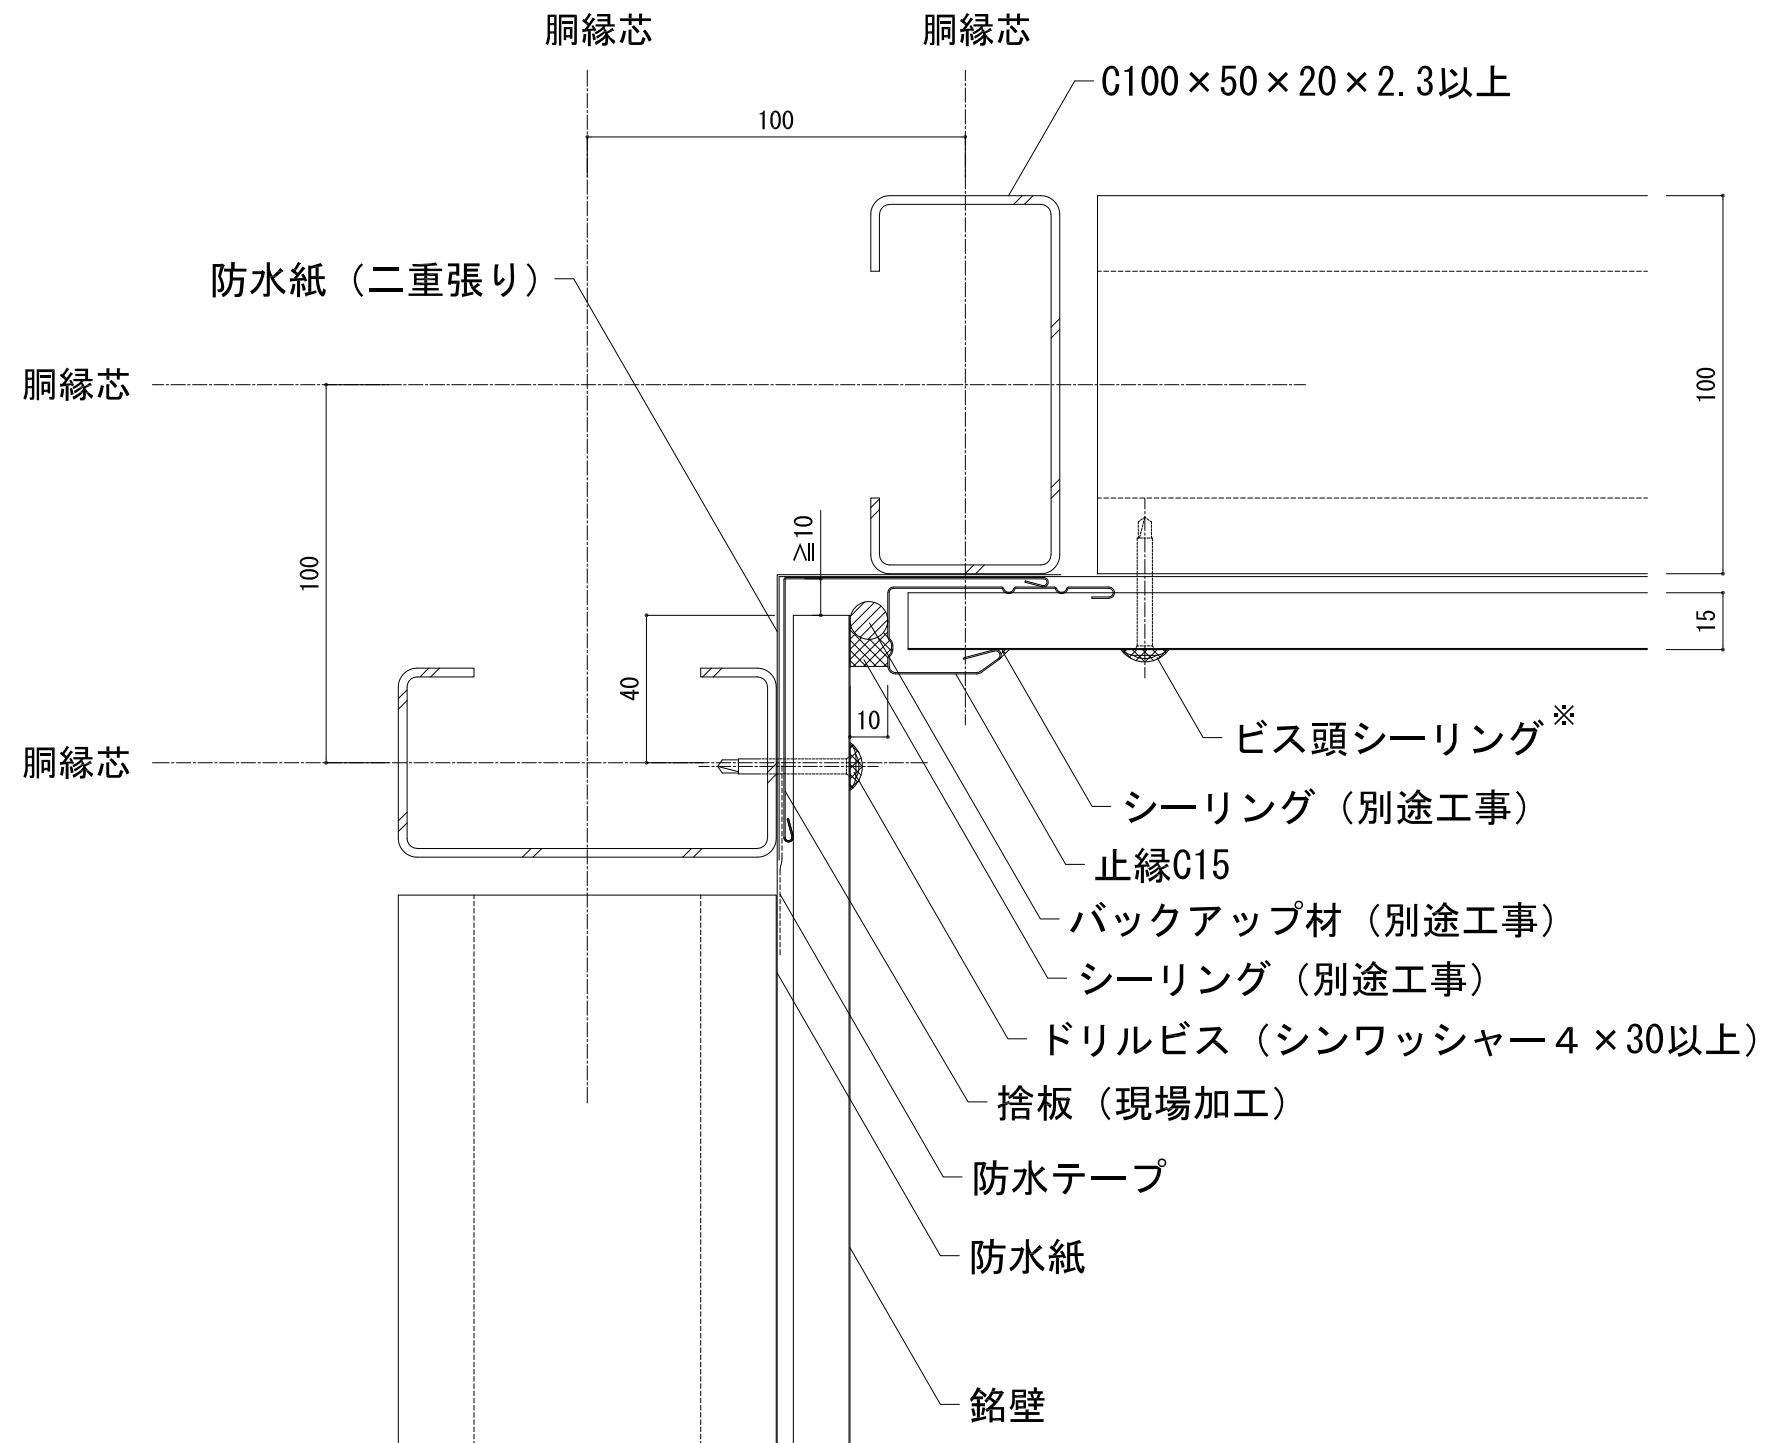 胴縁芯
胴縁芯
C100×50×20×2.3以上
100
防水紙（二重張り）
胴縁芯
100
100
≧10
15
40
10
胴縁芯
ビス頭シーリング※
シーリング（別途工事）
止縁C15
バックアップ材（別途工事）
シーリング（別途工事）
ドリルビス（シンワッシャー４×30以上）
捨板（現場加工）
防水テープ
防水紙
銘壁